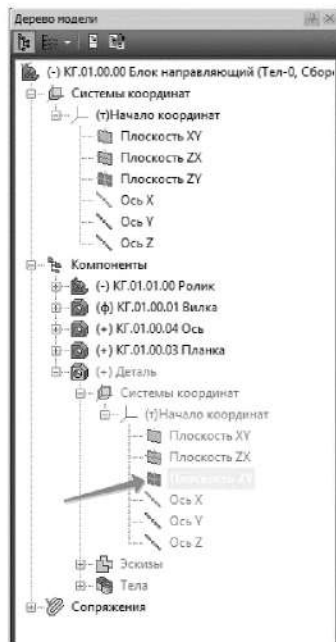 Дерево модели
(-) КГ.01.00.00 Блок направляющий (Тел-0, Сборо
Системы координат
(т)Начало координат
Плоскость XY
Плоскость ZX
Плоскость ZY
Ось X
Ось Y
Ось Z
Компоненты
(-) КГ.01.01.00 Ролик
(ф) КГ.01.00.01 Вилка
(+) КГ.01.00.04 Ось
(+) КГ.01.00.03 Планка
(+) Деталь
Системы координат
(т)Начало координат
Плоскость XY
Плоскость ZX
Плоскость ZY
Ось X
Ось Y
Ось Z
Эскизы
Тела
Сопряжения